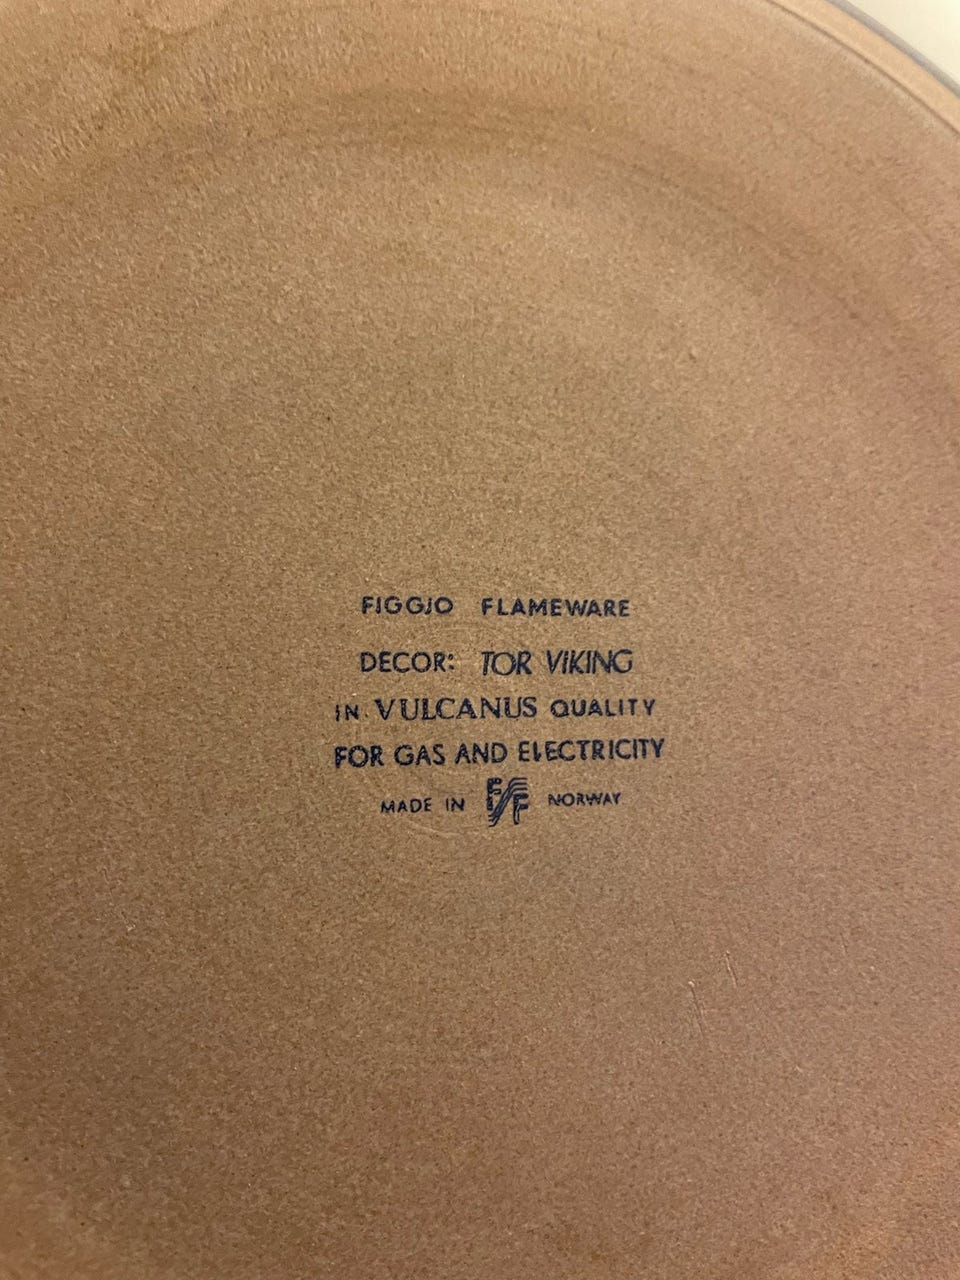 FIGGJO FLAMEWARE
DECOR: TOR VIKING
IN VULCANUS QUALITY
FOR GAS AND ELECTRICITY
MADE IN F/F NORWAY